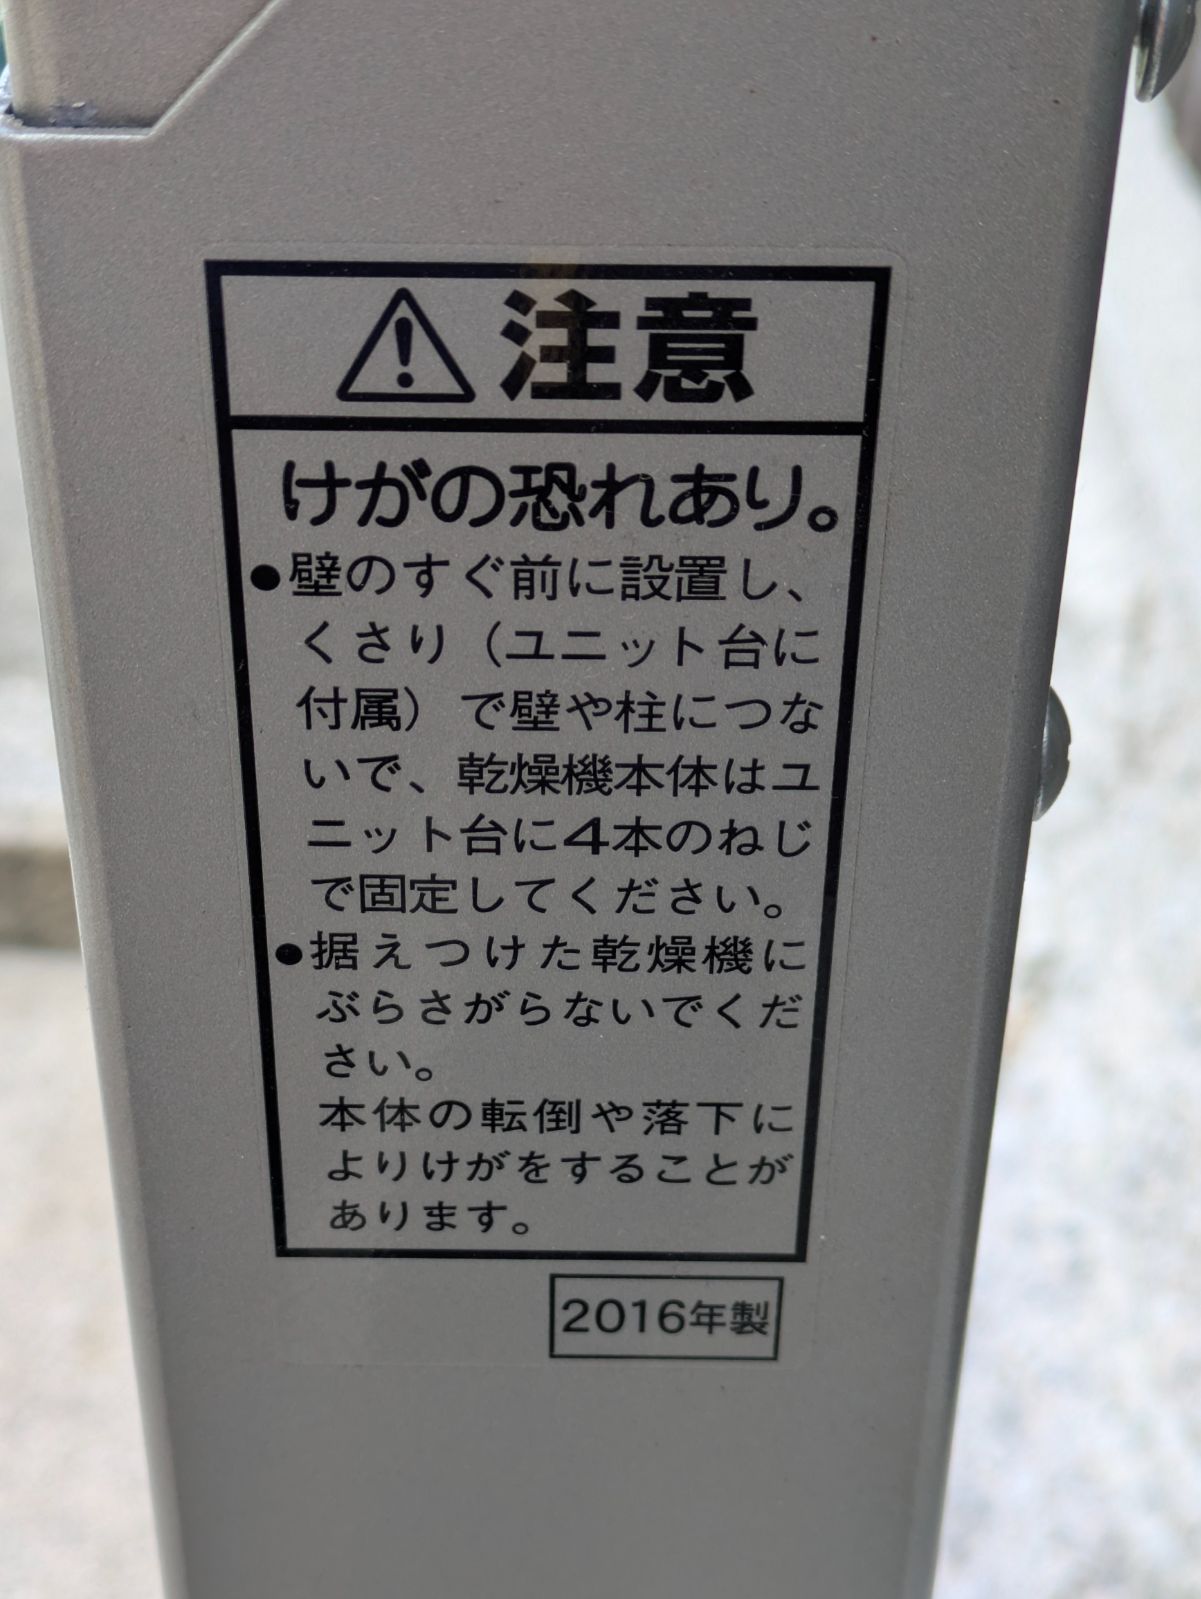 注意
けがの恐れあり。
●壁のすぐ前に設置し、
くさり（ユニット台に
付属）で壁や柱につな
いで、乾燥機本体はユ
ニット台に4本のねじ
で固定してください。
●据えつけた乾燥機に
ぶらさがらないでくだ
さい。
本体の転倒や落下に
よりけがをすることが
あります。
2016年製